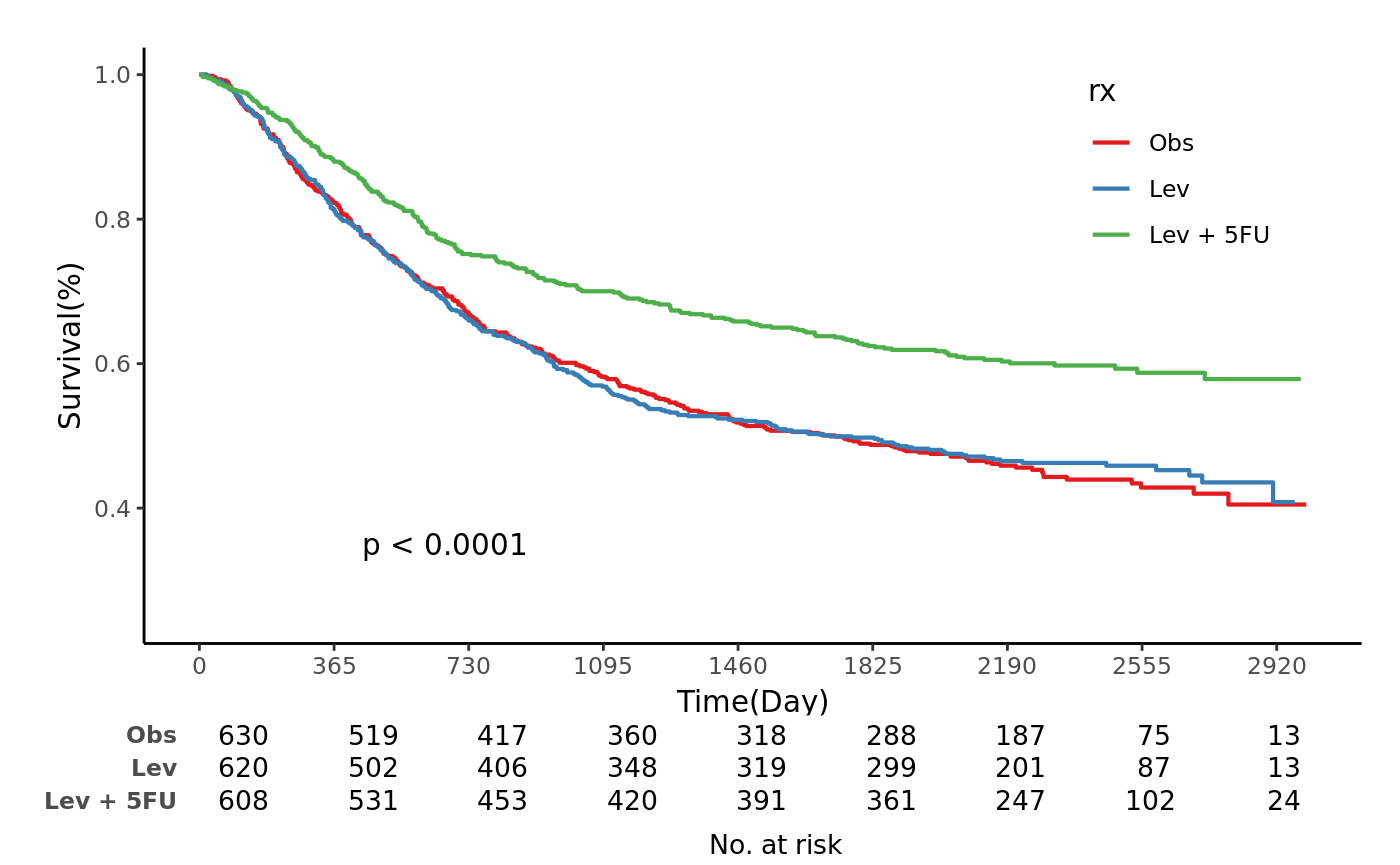 rx
Obs
Lev
Lev + 5FU
Survival(%)
1.0
0.8
0.6
0.4
p < 0.0001
0 365 730 1095 1460 1825 2190 2555 2920
Time(Day)
Obs 630 519 417 360 318 288 187 75 13
Lev 620 502 406 348 319 299 201 87 13
Lev + 5FU 608 531 453 420 391 361 247 102 24
No. at risk